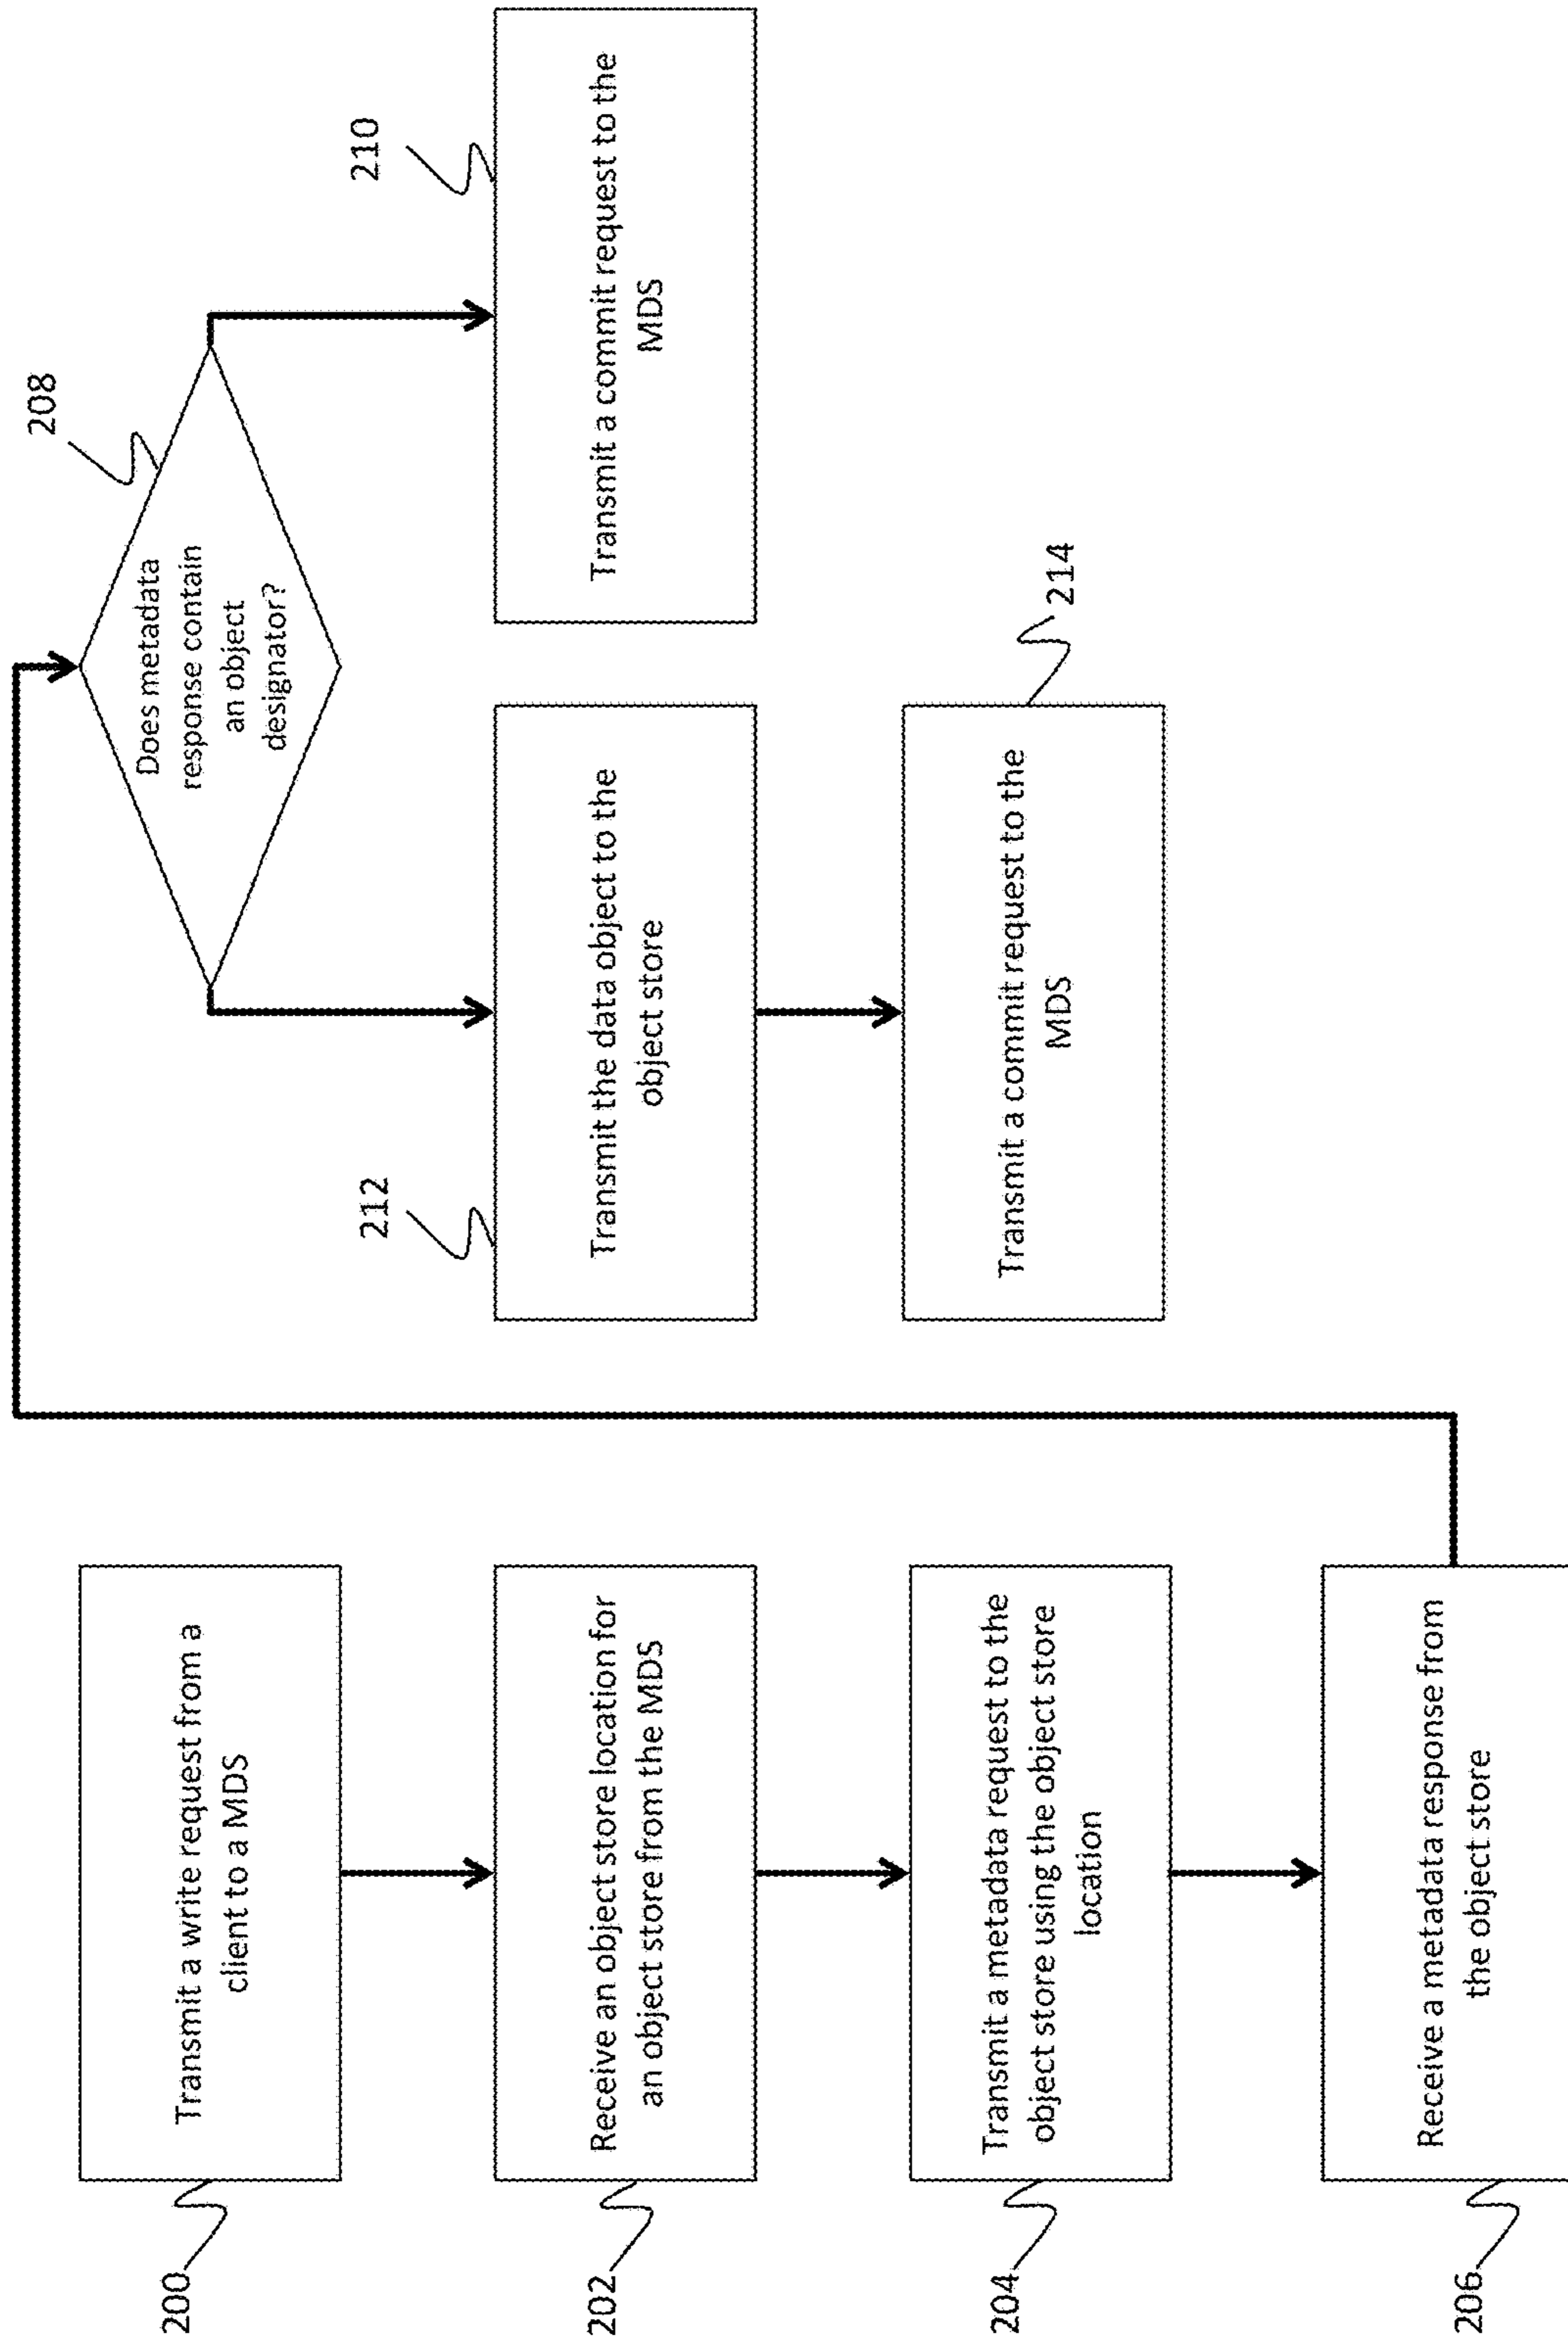 200
Transmit a write request from a
client to a MDS
202
Receive an object store location for
an object store from the MDS
204
Transmit a metadata request to the
object store using the object store
location
206
Receive a metadata response from
the object store
208
Does metadata
response contain
an object
designator?
212
Transmit the data object to the
object store
210
Transmit a commit request to the
MDS
214
Transmit a commit request to the
MDS